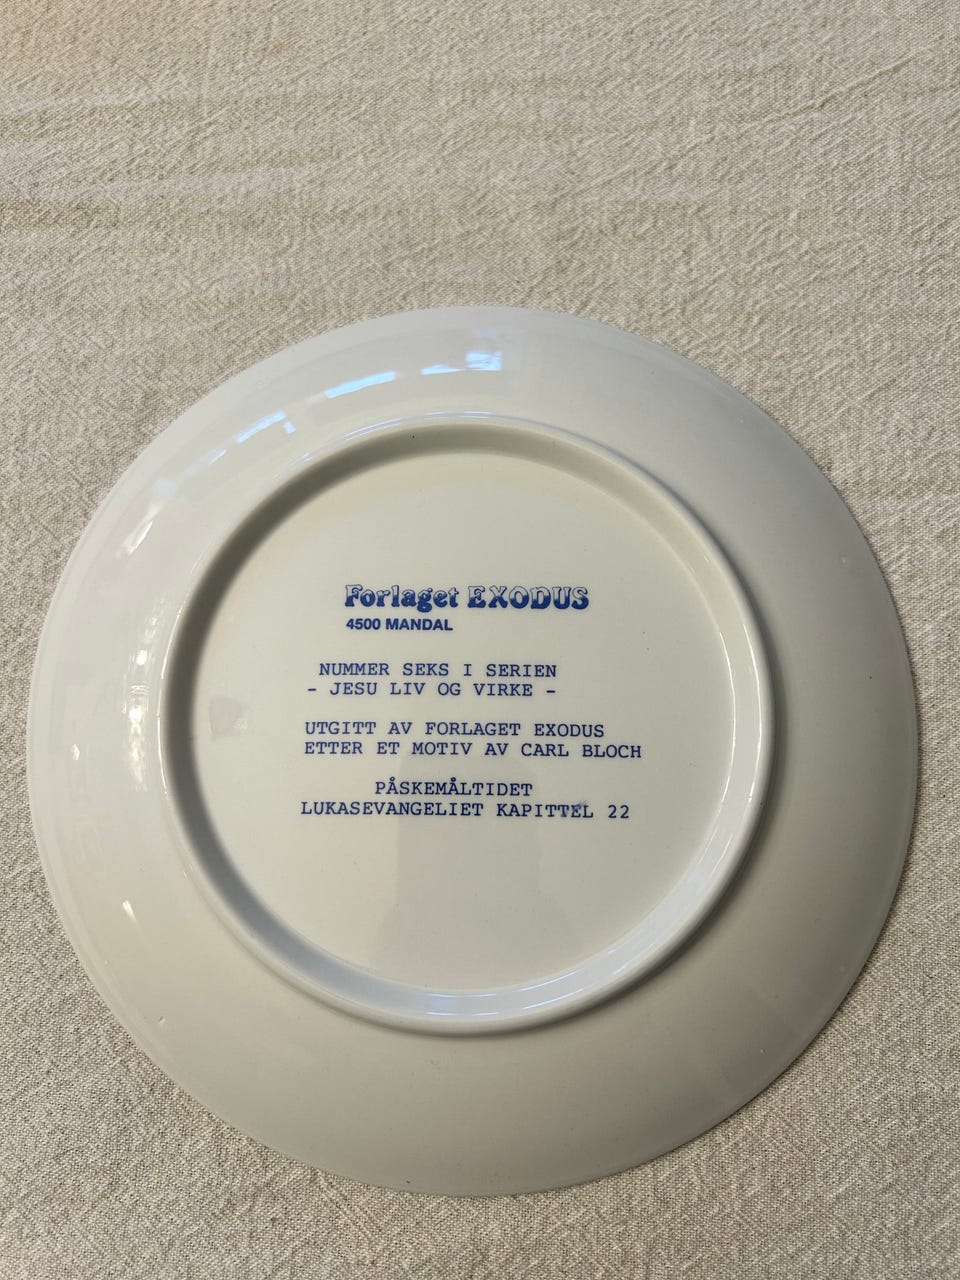 Forlaget EXODUS
4500 MANDAL
NUMMER SEKS I SERIEN
- JESU LIV OG VIRKE -
UTGITT AV FORLAGET EXODUS
ETTER ET MOTIV AV CARL BLOCH
PÅSKEMÅLTIDET
LUKASEVANGELIET KAPITTEL 22